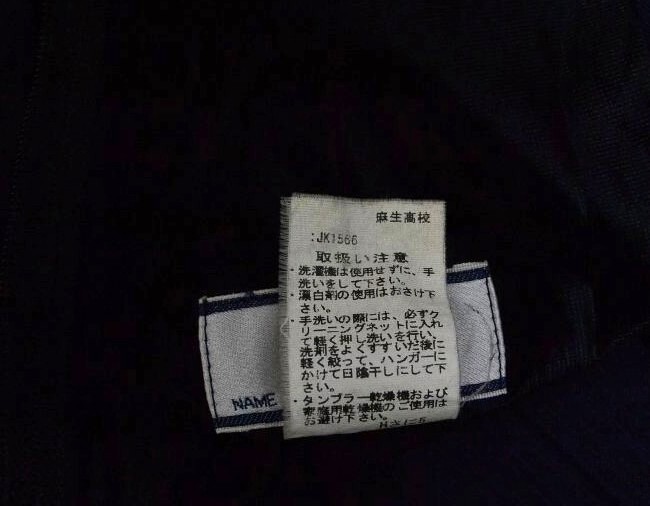 麻生高校
:JK1566
取扱い注意
・洗濯機は使用せずに、手
洗いをして下さい。
・漂白剤の使用はおさけ下
さい。
・手洗いの際には、必ずク
リーニングネットに入れ
て軽く押し洗いを行い、
洗剤をよくすすいだ後に
軽く絞って、ハンガーに
かけて日陰干しにして下
さい。
・タンブラー乾燥機および
家庭用乾燥機のご使用は
お避け下さい。
NAME